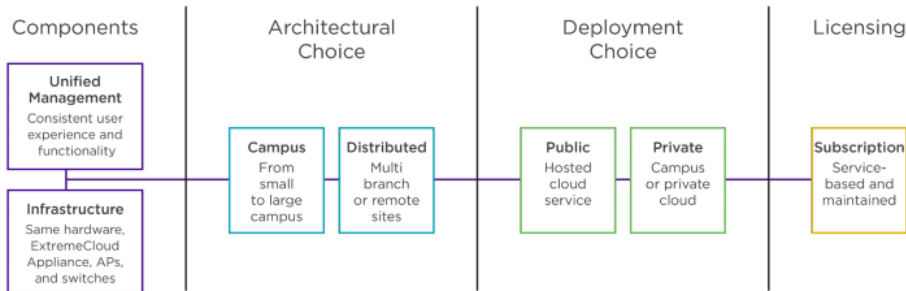 Components
Architectural
Choice
Deployment
Choice
Licensing
Unified
Management
Consistent user
experience and
functionality
Infrastructure
Same hardware,
ExtremeCloud
Appliance, APs,
and switches
Campus
From
small
to large
campus
Distributed
Multi
branch
or remote
sites
Public
Hosted
cloud
service
Private
Campus
or private
cloud
Subscription
Service-
based and
maintained